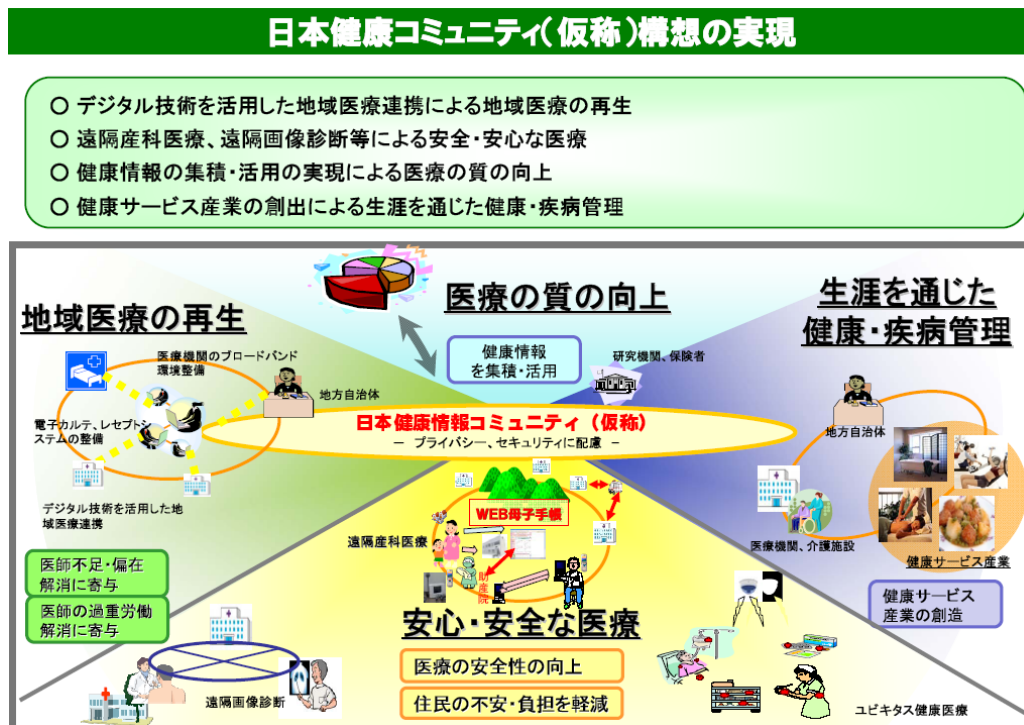 日本健康コミュニティ（仮称）構想の実現
○ デジタル技術を活用した地域医療連携による地域医療の再生
○ 遠隔産科医療、遠隔画像診断等による安全・安心な医療
○ 健康情報の集積・活用の実現による医療の質の向上
○ 健康サービス産業の創出による生涯を通じた健康・疾病管理
地域医療の再生
医療機関のブロードバンド
環境整備
地方自治体
電子カルテ、レセプトシ
ステムの整備
デジタル技術を活用した地
域医療連携
医師不足・偏在
解消に寄与
医師の過重労働
解消に寄与
医療の質の向上
健康情報
を集積・活用
研究機関、保険者
日本健康情報コミュニティ（仮称）
－ プライバシー、セキュリティに配慮 －
生涯を通じた
健康・疾病管理
地方自治体
医療機関、介護施設
健康サービス産業
健康サービス
産業の創造
WEB母子手帳
遠隔産科医療
助産院
安心・安全な医療
医療の安全性の向上
住民の不安・負担を軽減
遠隔画像診断
ユビキタス健康医療